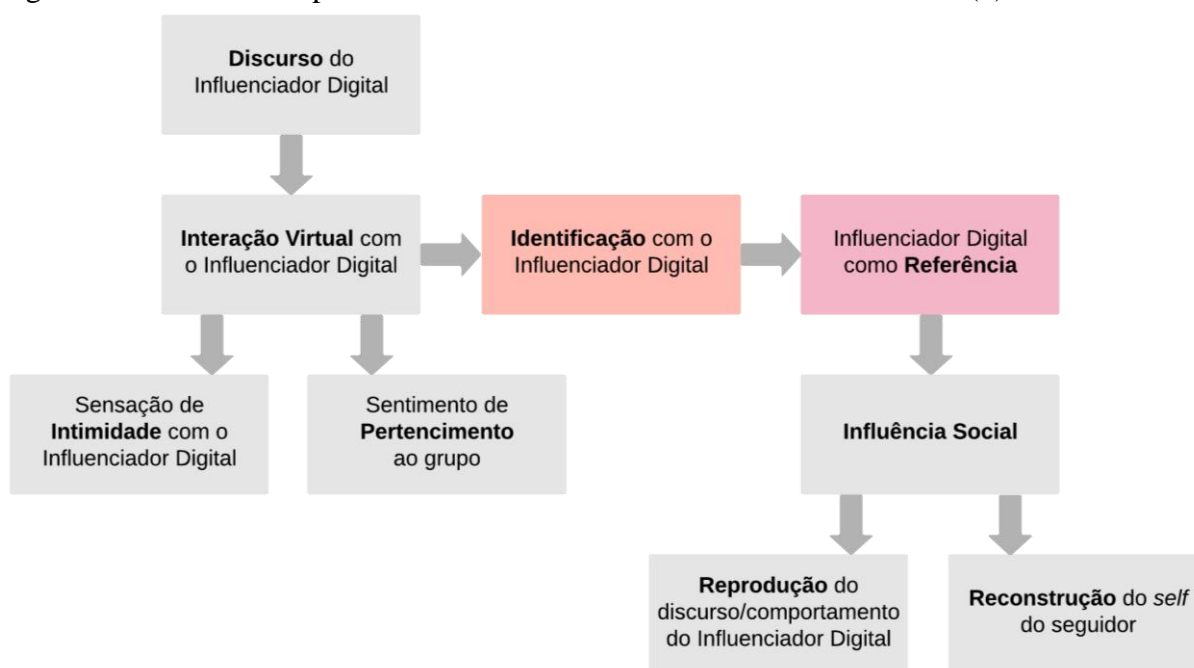 Discurso do
Influenciador Digital
Interação Virtual com
o Influenciador Digital
Identificação com o
Influenciador Digital
Influenciador Digital
como Referência
Sensação de
Intimidade com o
Influenciador Digital
Sentimento de
Pertencimento
ao grupo
Influência Social
Reprodução do
discurso/comportamento
do Influenciador Digital
Reconstrução do self
do seguidor